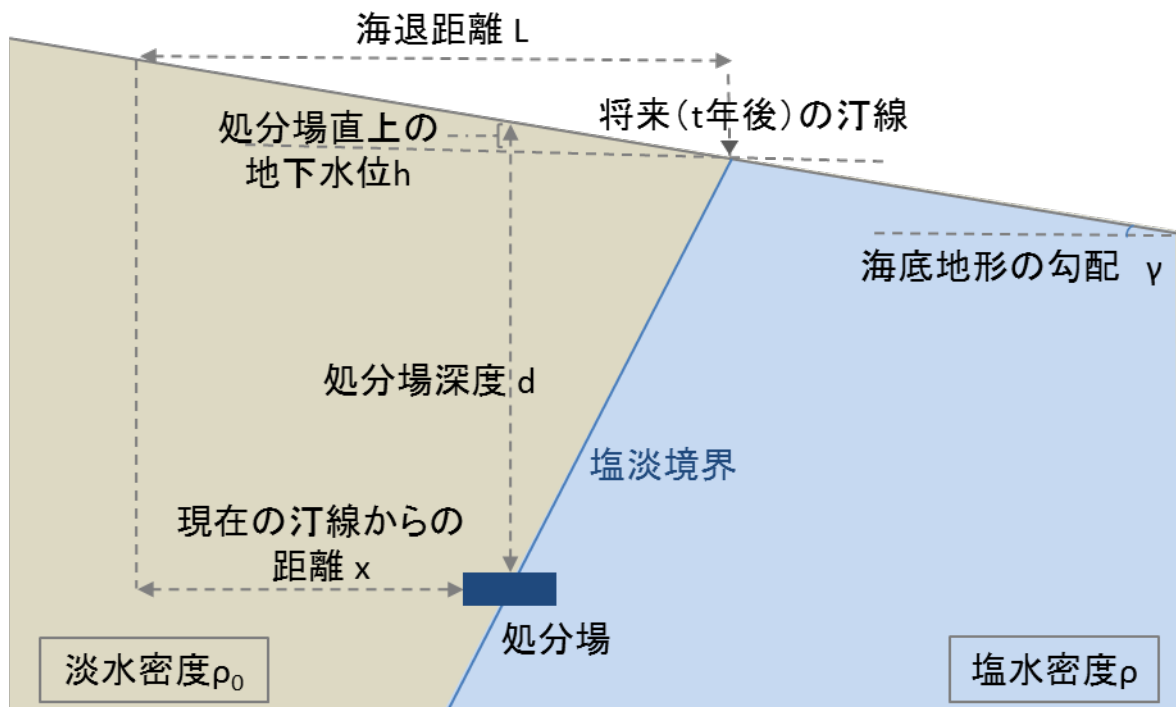 海退距離 L
将来（t年後）の汀線
処分場直上の
地下水位h
海底地形の勾配 γ
処分場深度 d
塩淡境界
現在の汀線からの
距離 x
処分場
淡水密度ρ₀
塩水密度ρ